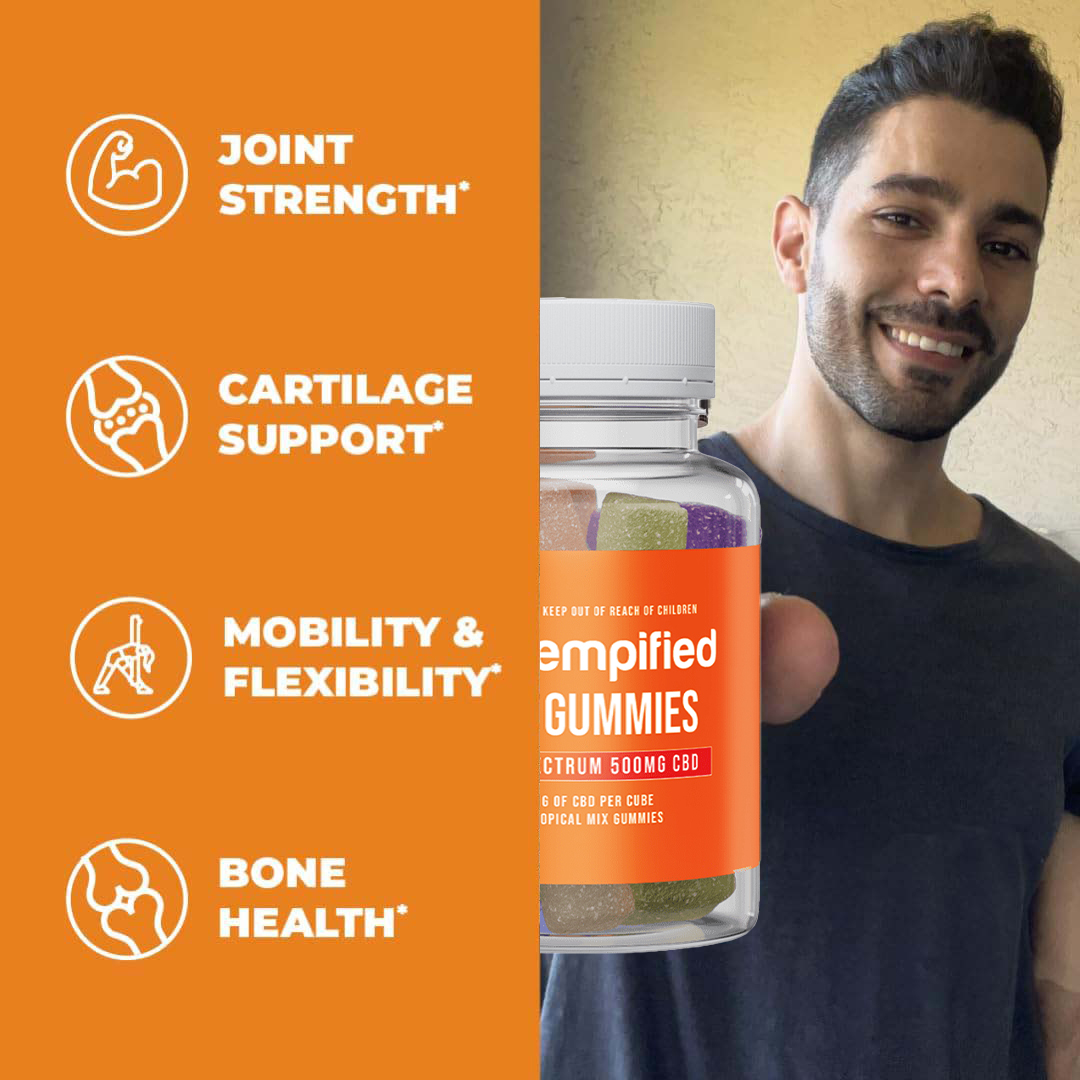 JOINT
STRENGTH*
CARTILAGE
SUPPORT*
MOBILITY &
FLEXIBILITY*
BONE
HEALTH*
KEEP OUT OF REACH OF CHILDREN
empified
GUMMIES
ECTRUM 500MG CBD
G OF CBD PER CUBE
OPICAL MIX GUMMIES